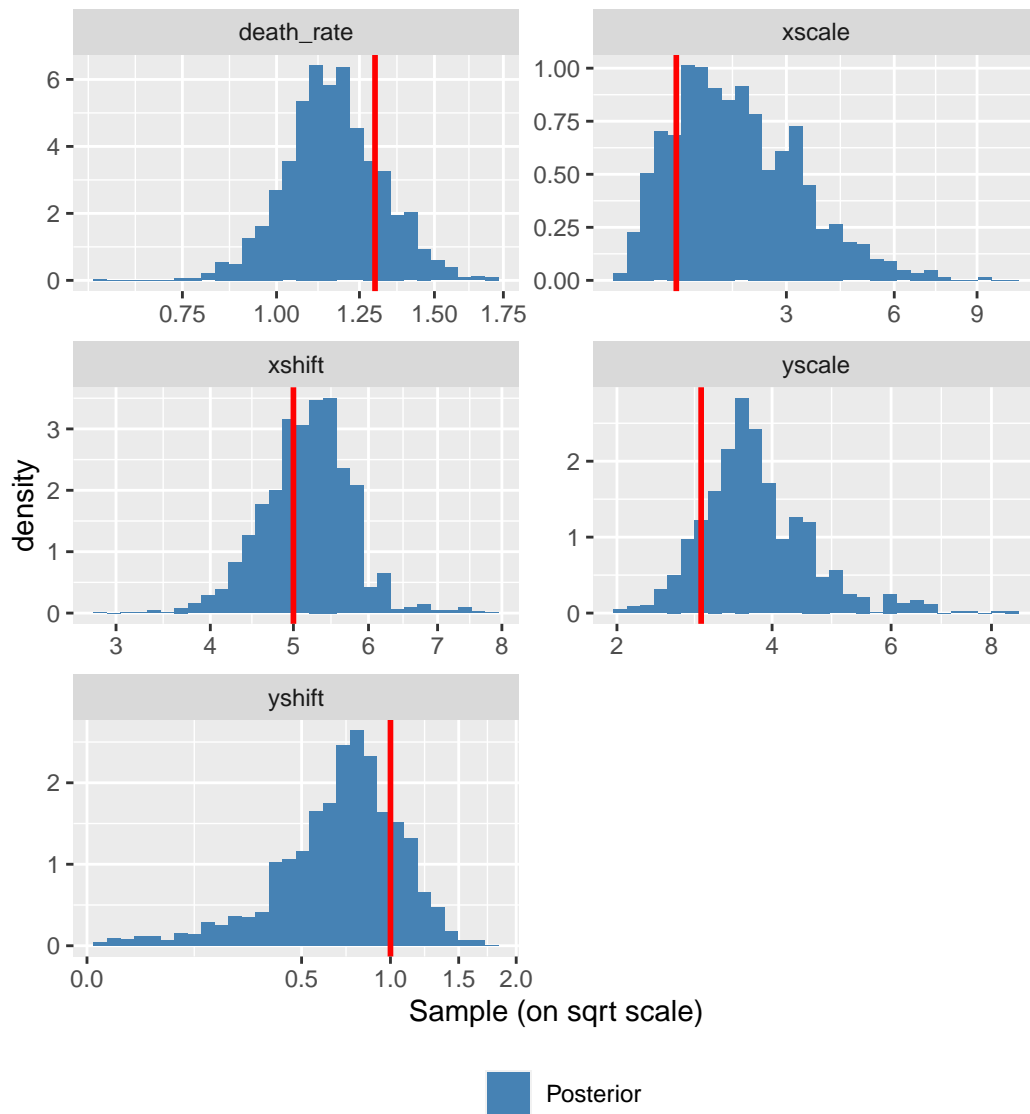 death_rate
xscale
6
4
2
0
1.00
0.75
0.50
0.25
0.00
0.75 1.00 1.25 1.50 1.75
3 6 9
xshift
yscale
3
2
1
0
2
1
0
3 4 5 6 7 8
2 4 6 8
yshift
2
1
0
0.0 0.5 1.0 1.5 2.0
density
Sample (on sqrt scale)
Posterior